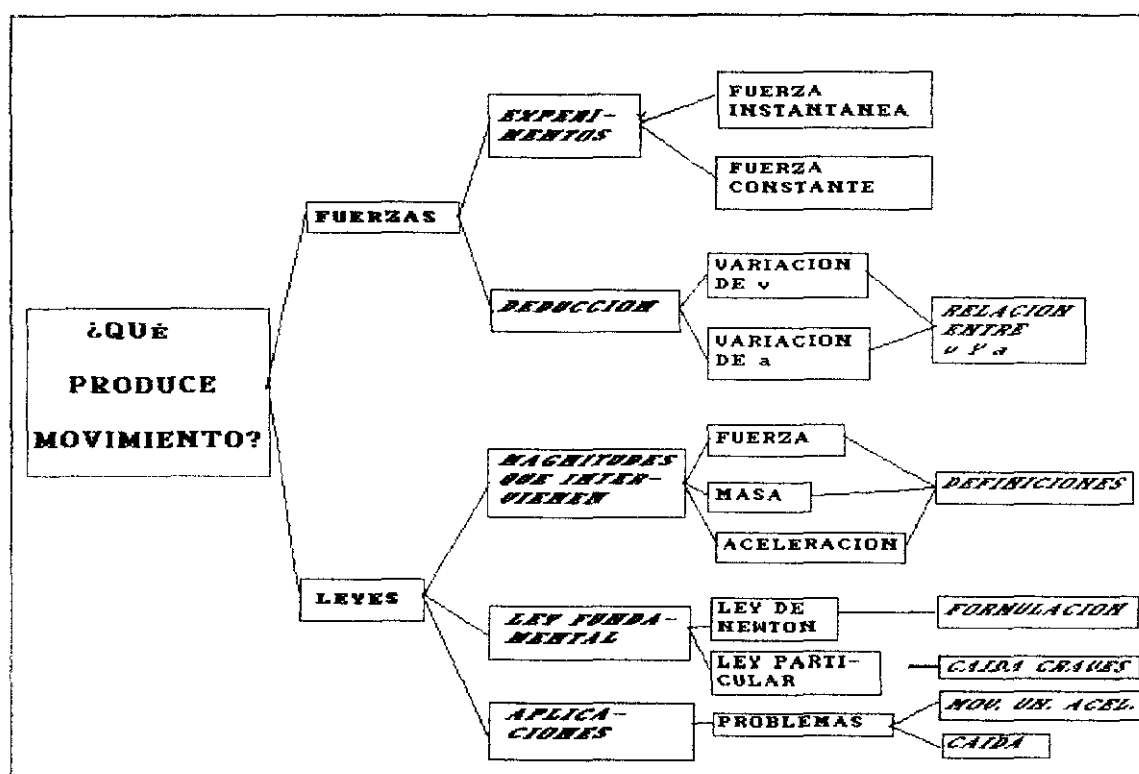 ¿QUÉ
PRODUCE
MOVIMIENTO?
FUERZAS
EXPERI-
MENTOS
FUERZA
INSTANTANEA
FUERZA
CONSTANTE
DEDUCCION
VARIACION
DE v
VARIACION
DE a
RELACION
ENTRE
v Y a
LEYES
MAGNITUDES
QUE INTER-
VIENEN
FUERZA
MASA
ACELERACION
DEFINICIONES
LEY FUNDA-
MENTAL
LEY DE
NEWTON
FORMULACION
LEY PARTI-
CULAR
CAIDA GRAVES
APLICA-
CIONES
PROBLEMAS
MOV. UN. ACEL.
CAIDA